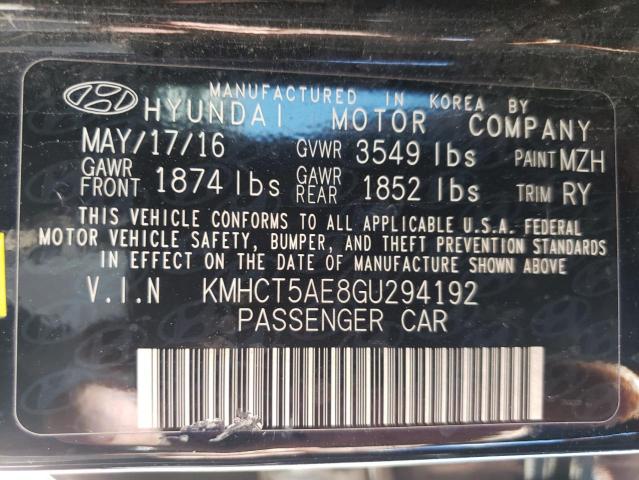 MANUFACTURED IN KOREA BY
HYUNDAI MOTOR COMPANY
MAY/17/16 GVWR 3549 lbs PAINT MZH
GAWR FRONT 1874 lbs GAWR REAR 1852 lbs TRIM RY
THIS VEHICLE CONFORMS TO ALL APPLICABLE U.S.A. FEDERAL
MOTOR VEHICLE SAFETY, BUMPER, AND THEFT PREVENTION STANDARDS
IN EFFECT ON THE DATE OF MANUFACTURE SHOWN ABOVE
V.I.N KMHCT5AE8GU294192
PASSENGER CAR